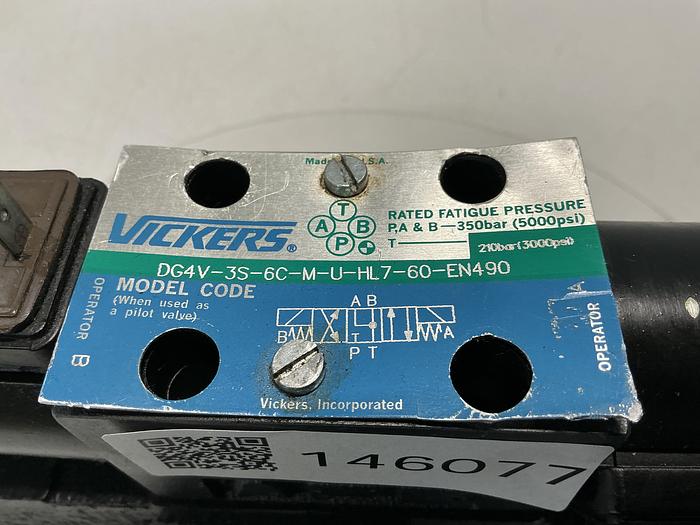 Made U.S.A.
VICKERS®
T
A B
P
RATED FATIGUE PRESSURE
P,A & B—350bar (5000psi)
T— 210bar(3000psi)
DG4V-3S-6C-M-U-HL7-60-EN490
MODEL CODE
(When used as
a pilot valve)
OPERATOR B
OPERATOR A
A B
B T A
P T
Vickers, Incorporated
146077